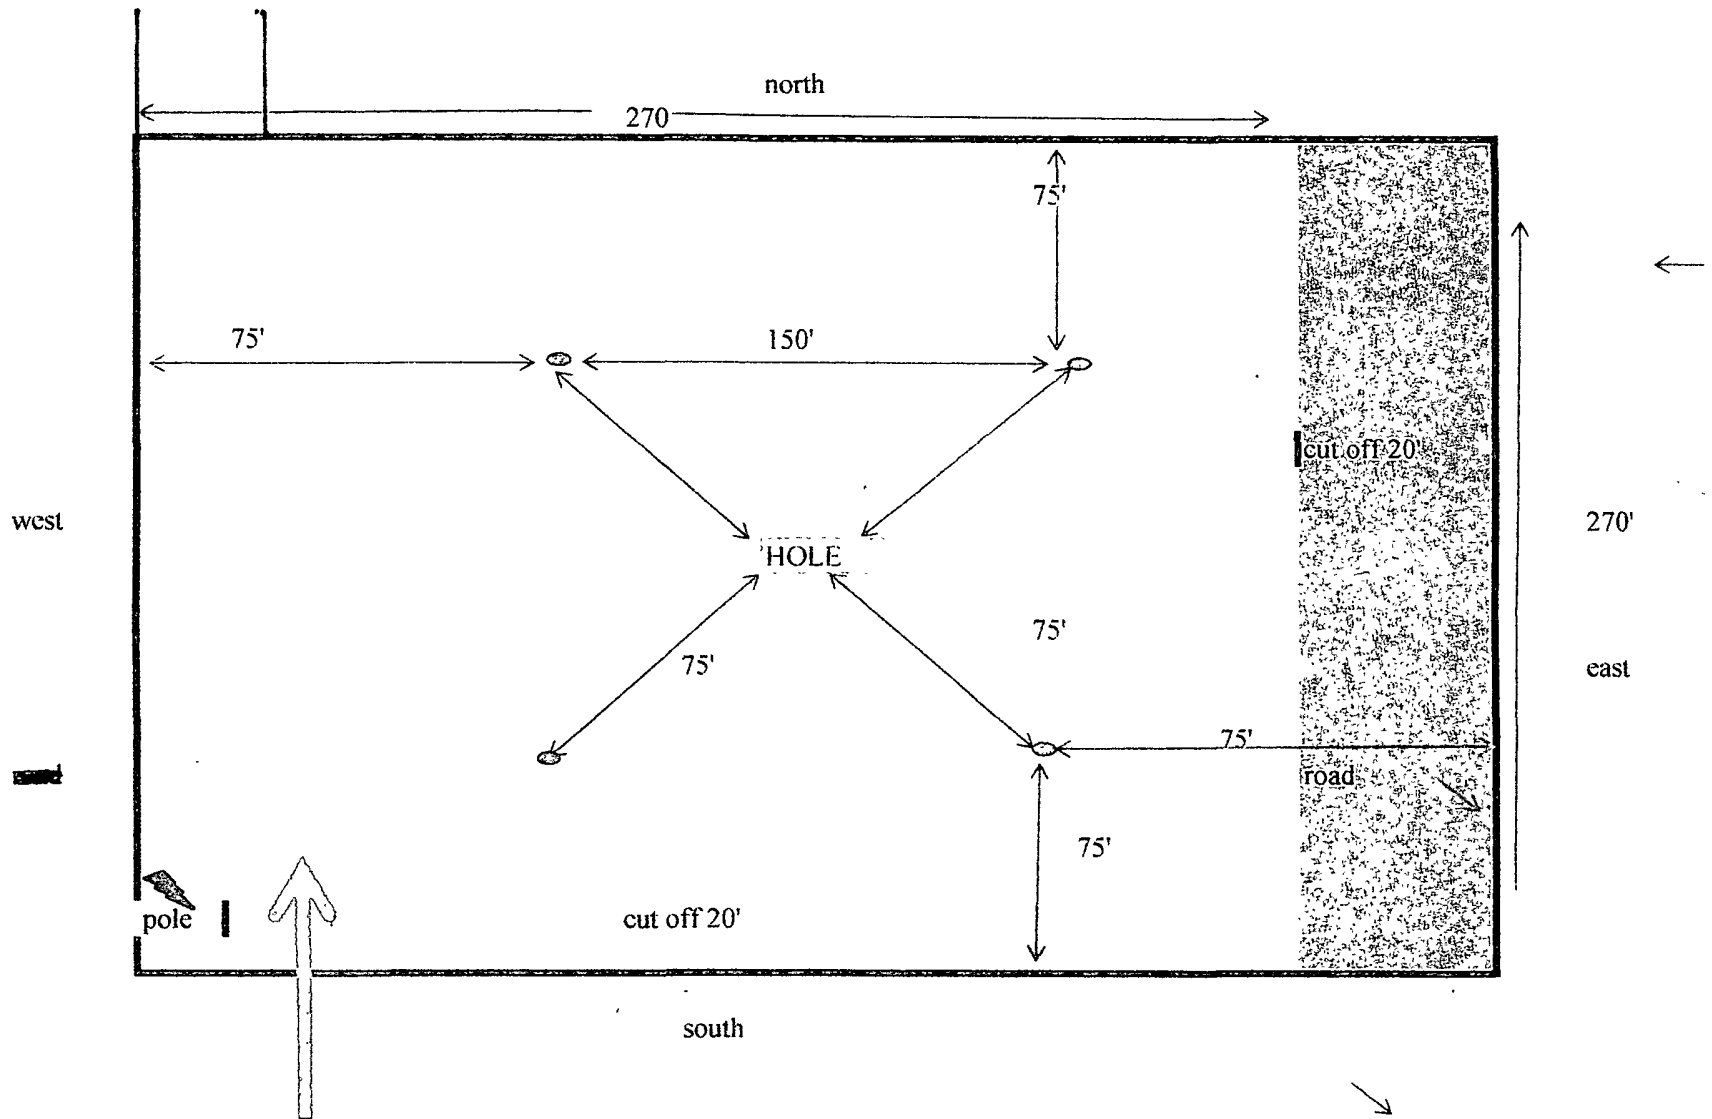 north
270
75'
75'
150'
cut off 20'
west
270'
HOLE
75'
75'
east
75'
road
75'
pole
cut off 20'
south